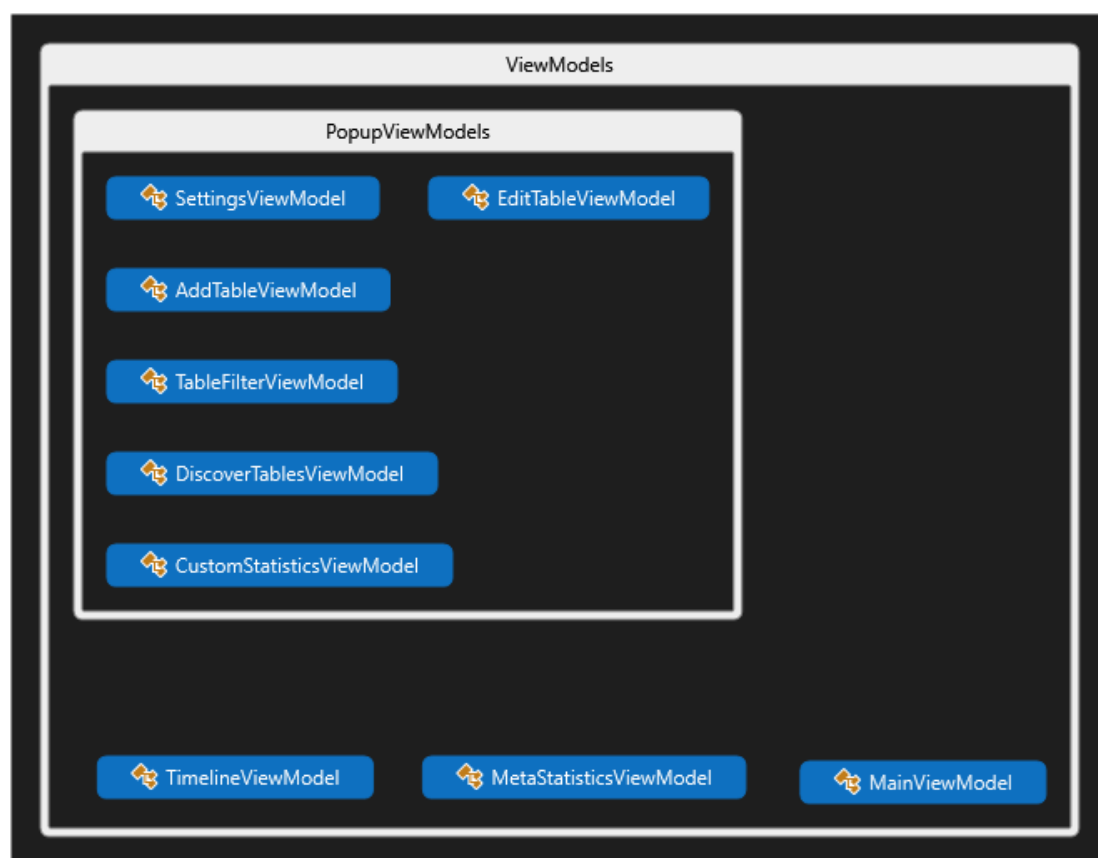 ViewModels
PopupViewModels
SettingsViewModel
EditTableViewModel
AddTableViewModel
TableFilterViewModel
DiscoverTablesViewModel
CustomStatisticsViewModel
TimelineViewModel
MetaStatisticsViewModel
MainViewModel